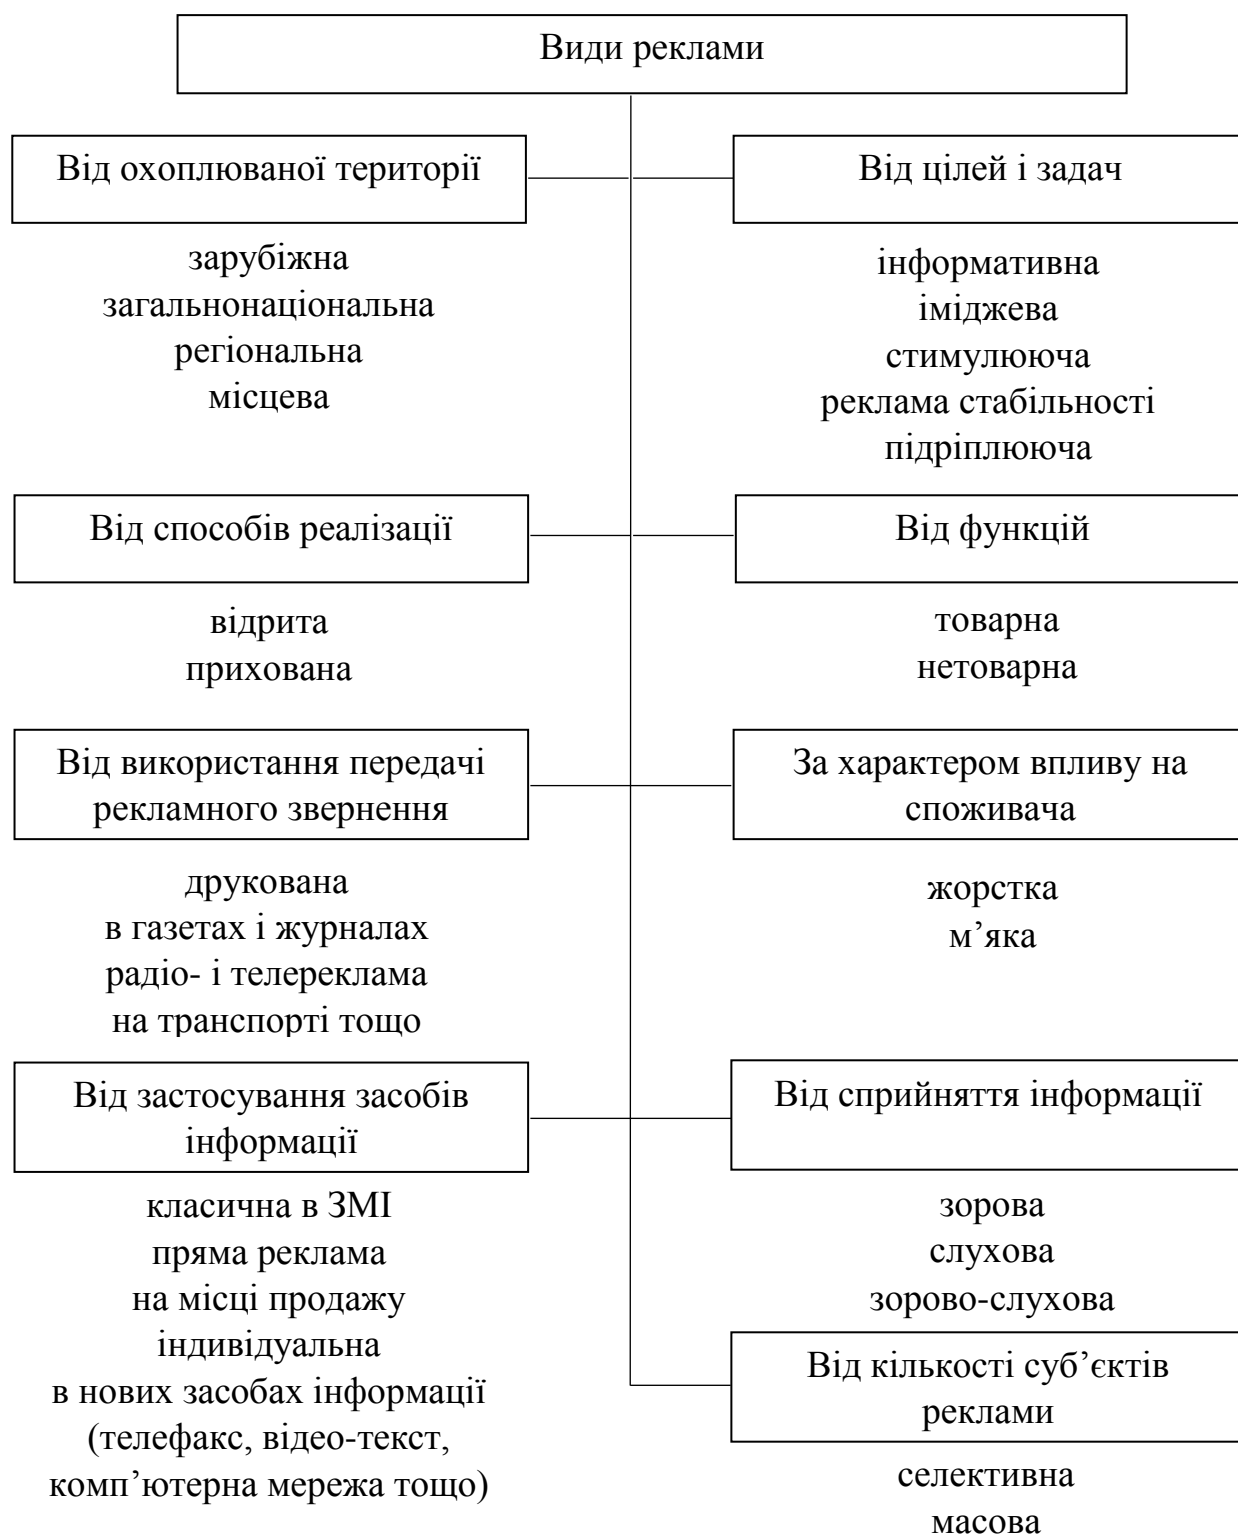 Види реклами
Від охоплюваної території
зарубіжна
загальнонаціональна
регіональна
місцева
Від цілей і задач
інформативна
іміджева
стимулююча
реклама стабільності
підріплююча
Від способів реалізації
відрита
прихована
Від функцій
товарна
нетоварна
Від використання передачі
рекламного звернення
друкована
в газетах і журналах
радіо- і телереклама
на транспорті тощо
За характером впливу на
споживача
жорстка
м’яка
Від застосування засобів
інформації
класична в ЗМІ
пряма реклама
на місці продажу
індивідуальна
в нових засобах інформації
(телефакс, відео-текст,
комп’ютерна мережа тощо)
Від сприйняття інформації
зорова
слухова
зорово-слухова
Від кількості суб’єктів
реклами
селективна
масова